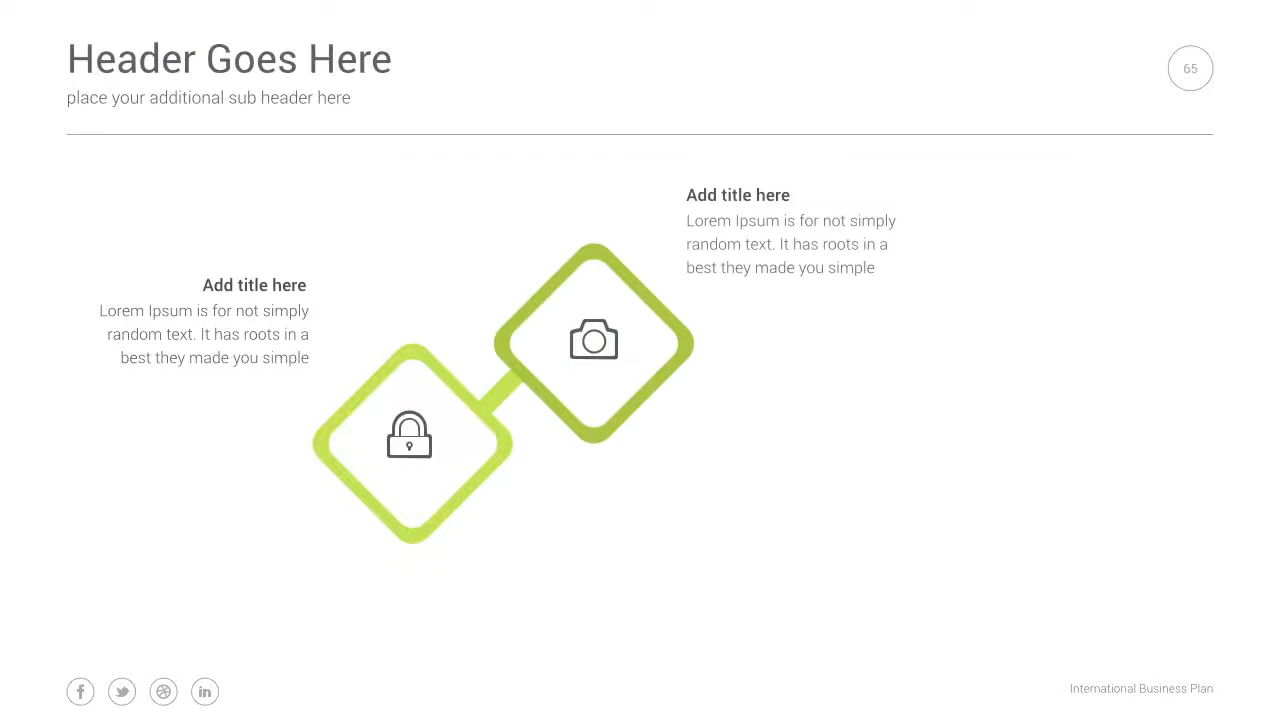 Header Goes Here
place your additional sub header here
65
Add title here
Lorem Ipsum is for not simply
random text. It has roots in a
best they made you simple
Add title here
Lorem Ipsum is for not simply
random text. It has roots in a
best they made you simple
International Business Plan